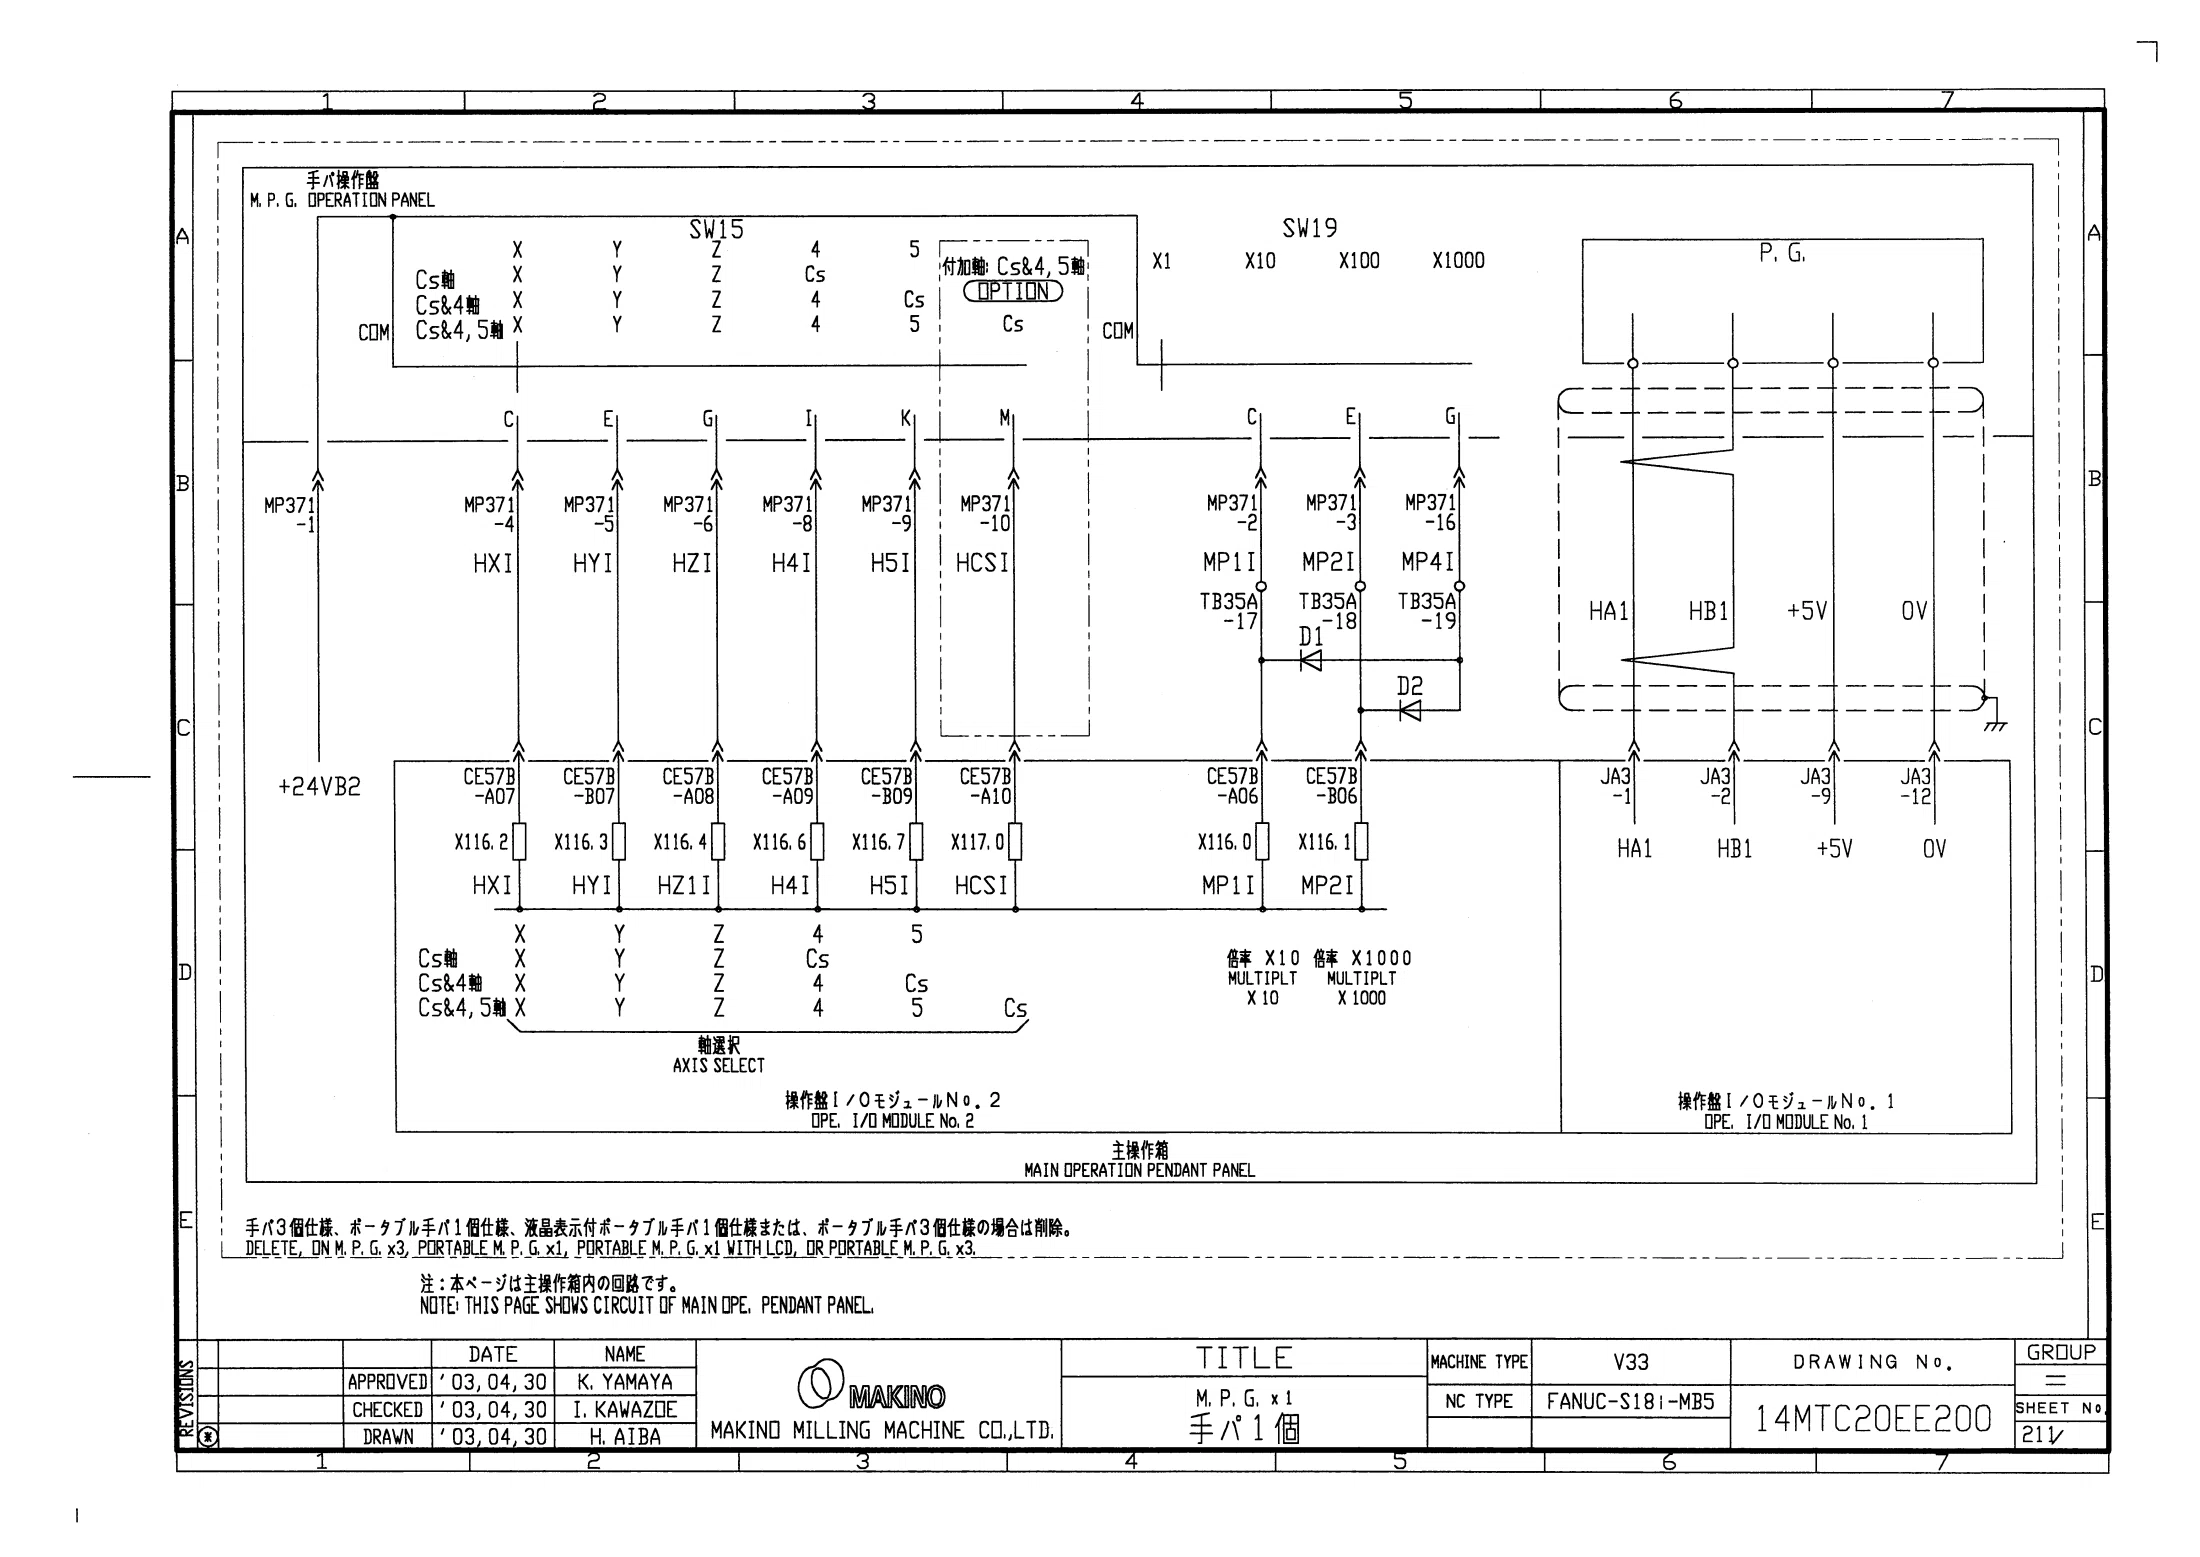 1 2 3 4 5 6 7
手パ操作盤
M. P. G. OPERATION PANEL
SW15
SW19
P. G.
X Y Z 4 5
Cs軸 X Y Z Cs
Cs&4軸 X Y Z 4 Cs
Cs&4, 5軸 X Y Z 4 5 Cs
付加軸: Cs&4, 5軸
OPTION
COM
COM
X1 X10 X100 X1000
A A
C E G I K M C E G
B B
MP371 -1
MP371 -4
MP371 -5
MP371 -6
MP371 -8
MP371 -9
MP371 -10
MP371 -2
MP371 -3
MP371 -16
HXI HYI HZI H4I H5I HCSI MP1I MP2I MP4I
TB35A -17
TB35A -18
TB35A -19
HA1 HB1 +5V 0V
D1
D2
C C
+24VB2
CE57B -A07
CE57B -B07
CE57B -A08
CE57B -A09
CE57B -B09
CE57B -A10
CE57B -A06
CE57B -B06
JA3 -1
JA3 -2
JA3 -9
JA3 -12
X116. 2 X116. 3 X116. 4 X116. 6 X116. 7 X117. 0 X116. 0 X116. 1
HA1 HB1 +5V 0V
HXI HYI HZ1I H4I H5I HCSI MP1I MP2I
X Y Z 4 5
Cs軸 X Y Z Cs
Cs&4軸 X Y Z 4 Cs
Cs&4, 5軸 X Y Z 4 5 Cs
倍率 X10 倍率 X1000
MULTIPLT MULTIPLT
X10 X1000
D D
軸選択
AXIS SELECT
操作盤I/OモジュールNo. 2
OPE. I/O MODULE No. 2
操作盤I/OモジュールNo. 1
OPE. I/O MODULE No. 1
主操作箱
MAIN OPERATION PENDANT PANEL
E E
手パ3個仕様、ポータブル手パ1個仕様、液晶表示付ポータブル手パ1個仕様または、ポータブル手パ3個仕様の場合は削除。
DELETE, ON M. P. G. x3, PORTABLE M. P. G. x1, PORTABLE M. P. G. x1 WITH LCD, OR PORTABLE M. P. G. x3.
注:本ページは主操作箱内の回路です。
NOTE: THIS PAGE SHOWS CIRCUIT OF MAIN OPE. PENDANT PANEL.
REVISIONS
DATE NAME
APPROVED '03, 04, 30 K. YAMAYA
CHECKED '03, 04, 30 I. KAWAZOE
DRAWN '03, 04, 30 H. AIBA
MAKINO
MAKINO MILLING MACHINE CO.,LTD.
TITLE
M. P. G. x 1
手パ1個
MACHINE TYPE V33
NC TYPE FANUC-S18i-MB5
DRAWING No.
14MTC20EE200
GROUP
=
SHEET No.
211/
1 2 3 4 5 6 7